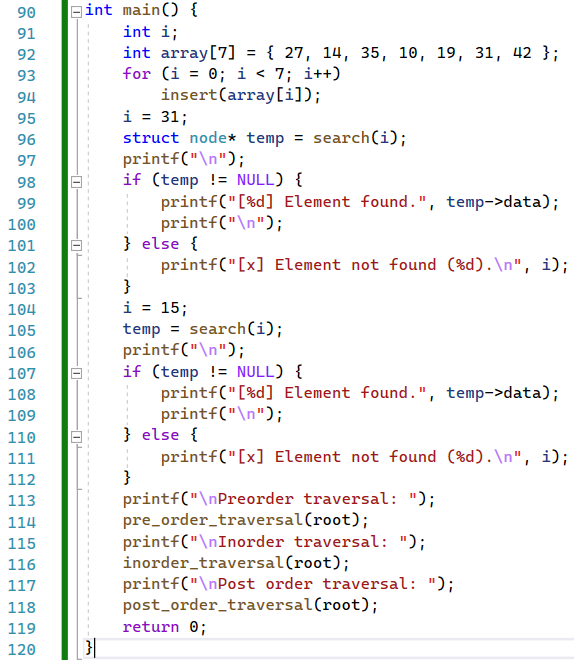 90 int main() {
91 int i;
92 int array[7] = { 27, 14, 35, 10, 19, 31, 42 };
93 for (i = 0; i < 7; i++)
94 insert(array[i]);
95 i = 31;
96 struct node* temp = search(i);
97 printf("\n");
98 if (temp != NULL) {
99 printf("[%d] Element found.", temp->data);
100 printf("\n");
101 } else {
102 printf("[x] Element not found (%d).\n", i);
103 }
104 i = 15;
105 temp = search(i);
106 printf("\n");
107 if (temp != NULL) {
108 printf("[%d] Element found.", temp->data);
109 printf("\n");
110 } else {
111 printf("[x] Element not found (%d).\n", i);
112 }
113 printf("\nPreorder traversal: ");
114 pre_order_traversal(root);
115 printf("\nInorder traversal: ");
116 inorder_traversal(root);
117 printf("\nPost order traversal: ");
118 post_order_traversal(root);
119 return 0;
120 }